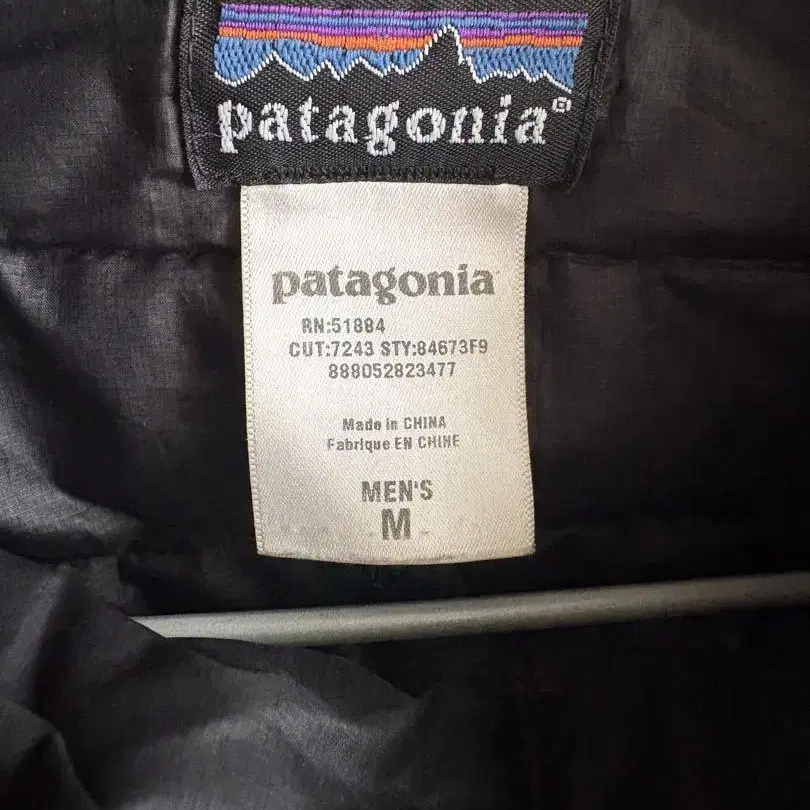 patagonia®
patagonia
RN:51884
CUT:7243 STY:84673F9
888052823477
Made in CHINA
Fabrique EN CHINE
MEN'S
M